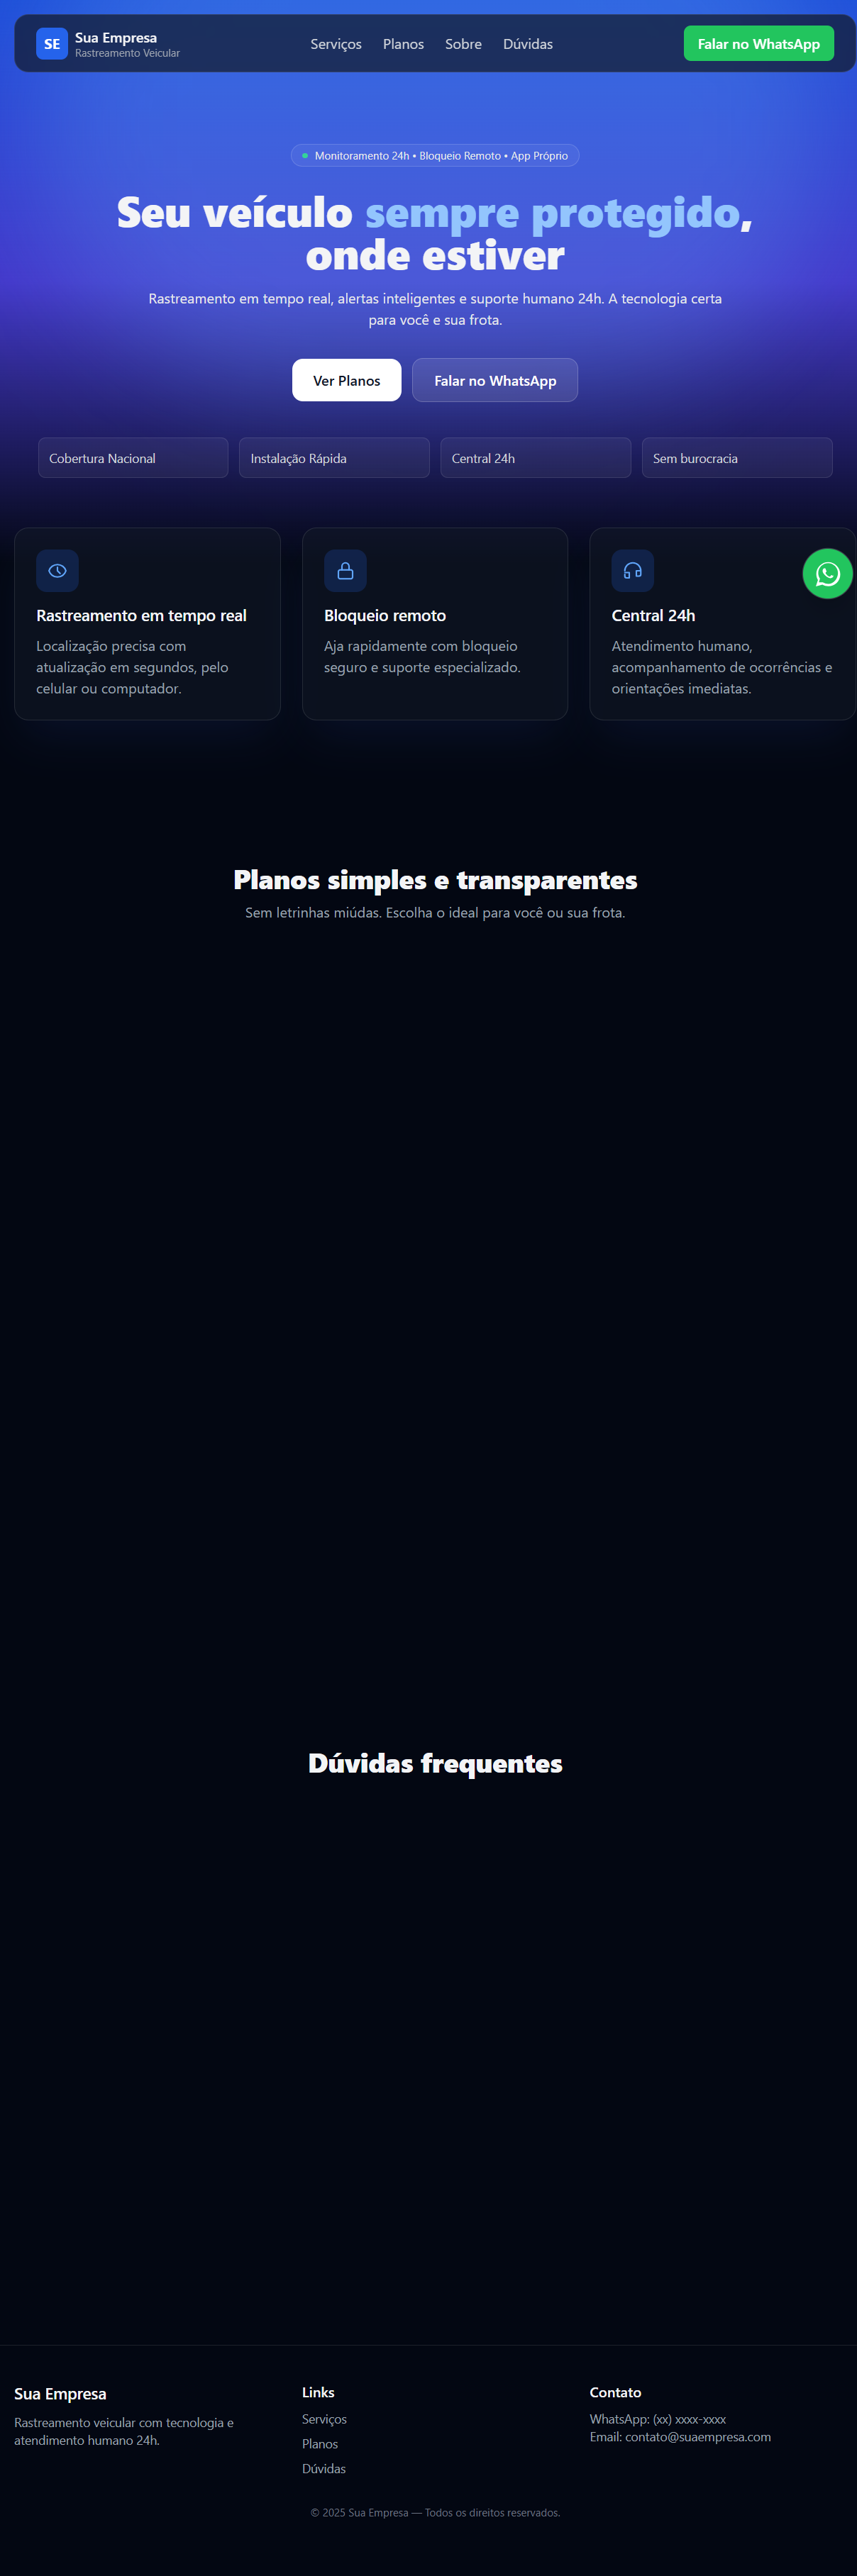 SE
Sua Empresa
Rastreamento Veicular
Serviços
Planos
Sobre
Dúvidas
Falar no WhatsApp
Monitoramento 24h • Bloqueio Remoto • App Próprio
Seu veículo sempre protegido,
onde estiver
Rastreamento em tempo real, alertas inteligentes e suporte humano 24h. A tecnologia certa
para você e sua frota.
Ver Planos
Falar no WhatsApp
Cobertura Nacional
Instalação Rápida
Central 24h
Sem burocracia
Rastreamento em tempo real
Localização precisa com
atualização em segundos, pelo
celular ou computador.
Bloqueio remoto
Aja rapidamente com bloqueio
seguro e suporte especializado.
Central 24h
Atendimento humano,
acompanhamento de ocorrências e
orientações imediatas.
Planos simples e transparentes
Sem letrinhas miúdas. Escolha o ideal para você ou sua frota.
Dúvidas frequentes
Sua Empresa
Rastreamento veicular com tecnologia e
atendimento humano 24h.
Links
Serviços
Planos
Dúvidas
Contato
WhatsApp: (xx) xxxx-xxxx
Email: contato@suaempresa.com
© 2025 Sua Empresa — Todos os direitos reservados.